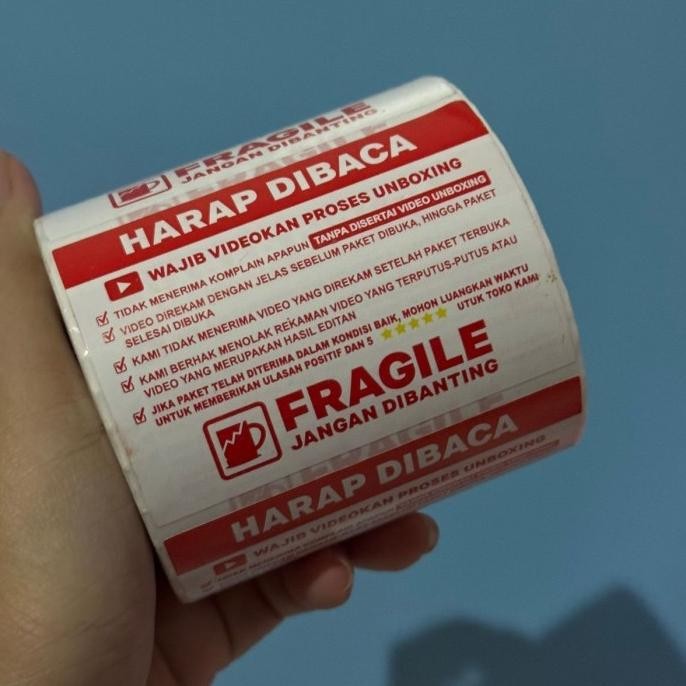 FRAGILE
JANGAN DIBANTING
HARAP DIBACA
WAJIB VIDEOKAN PROSES UNBOXING
TIDAK MENERIMA KOMPLAIN APAPUN TANPA DISERTAI VIDEO UNBOXING
VIDEO DIREKAM DENGAN JELAS SEBELUM PAKET DIBUKA, HINGGA PAKET
SELESAI DIBUKA
KAMI TIDAK MENERIMA VIDEO YANG DIREKAM SETELAH PAKET TERBUKA
KAMI BERHAK MENOLAK REKAMAN VIDEO YANG TERPUTUS-PUTUS ATAU
VIDEO YANG MERUPAKAN HASIL EDITAN
JIKA PAKET TELAH DITERIMA DALAM KONDISI BAIK, MOHON LUANGKAN WAKTU
UNTUK MEMBERIKAN ULASAN POSITIF DAN 5 ★★★★★ UTUK TOKO KAMI
FRAGILE
JANGAN DIBANTING
HARAP DIBACA
WAJIB VIDEOKAN PROSES UNBOXING